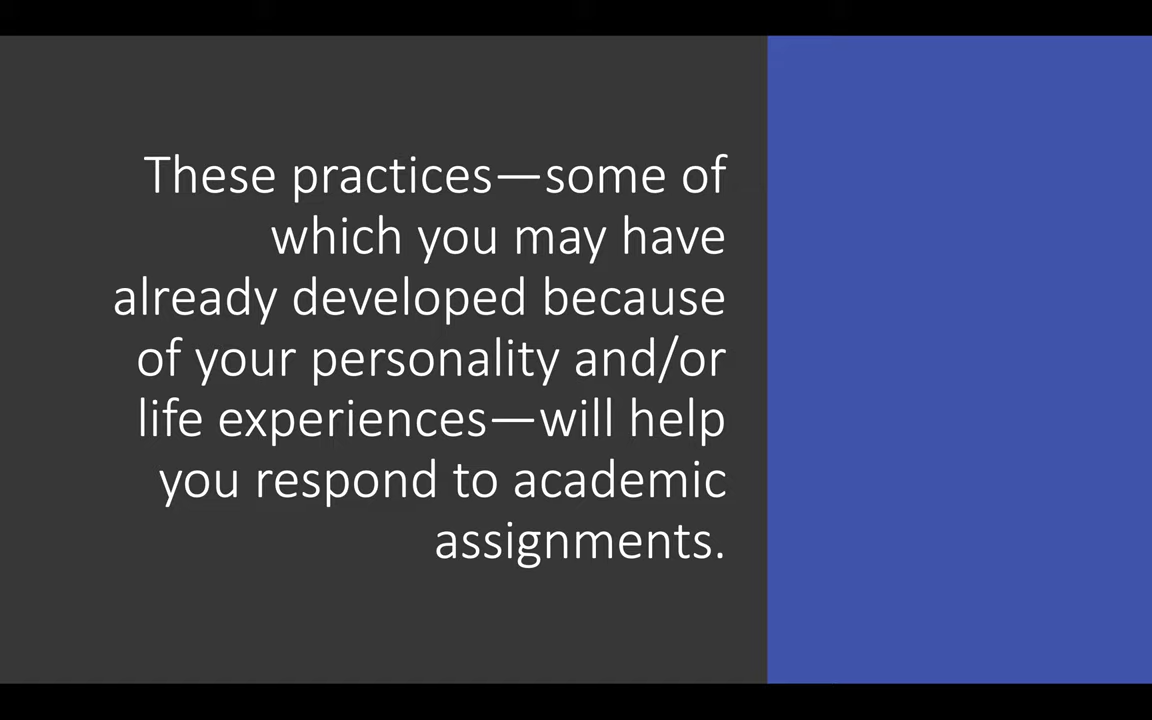 These practices—some of
which you may have
already developed because
of your personality and/or
life experiences—will help
you respond to academic
assignments.